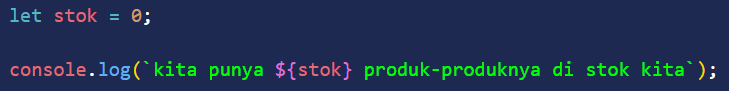 let stok = 0;
console.log(`kita punya ${stok} produk-produknya di stok kita`);